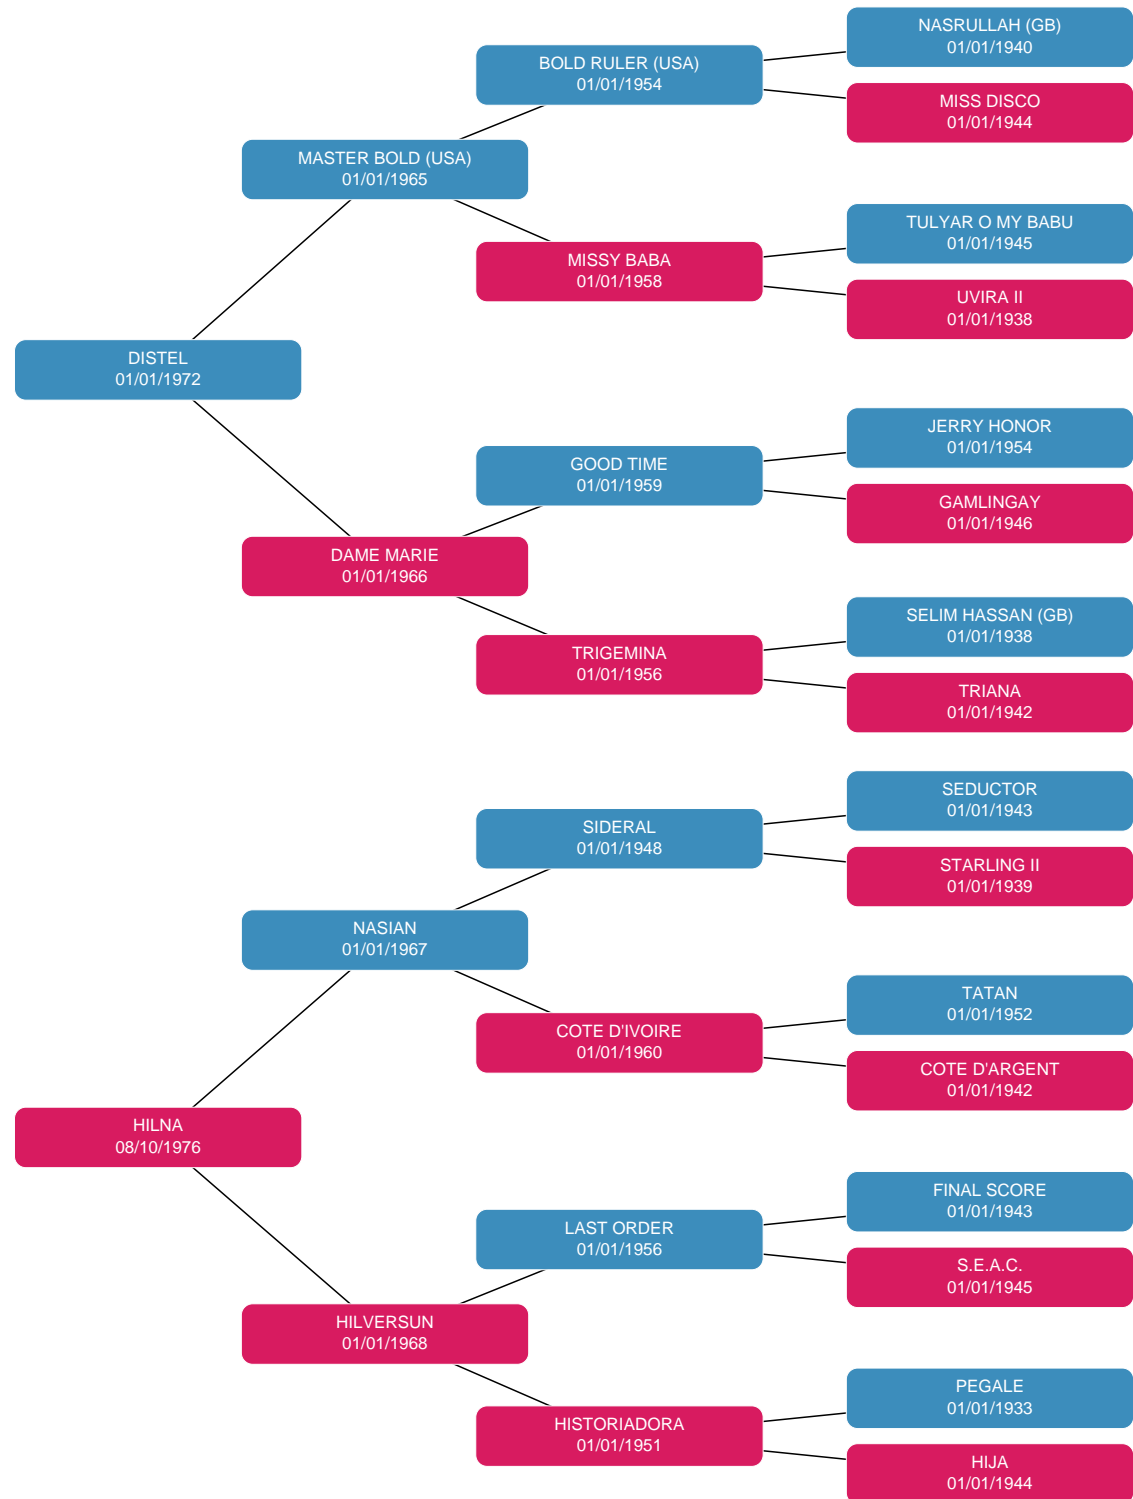 NASRULLAH (GB)
01/01/1940
BOLD RULER (USA)
01/01/1954
MISS DISCO
01/01/1944
MASTER BOLD (USA)
01/01/1965
TULYAR O MY BABU
01/01/1945
MISSY BABA
01/01/1958
UVIRA II
01/01/1938
DISTEL
01/01/1972
JERRY HONOR
01/01/1954
GOOD TIME
01/01/1959
GAMLINGAY
01/01/1946
DAME MARIE
01/01/1966
SELIM HASSAN (GB)
01/01/1938
TRIGEMINA
01/01/1956
TRIANA
01/01/1942
SEDUCTOR
01/01/1943
SIDERAL
01/01/1948
STARLING II
01/01/1939
NASIAN
01/01/1967
TATAN
01/01/1952
COTE D'IVOIRE
01/01/1960
COTE D'ARGENT
01/01/1942
HILNA
08/10/1976
FINAL SCORE
01/01/1943
LAST ORDER
01/01/1956
S.E.A.C.
01/01/1945
HILVERSUN
01/01/1968
PEGALE
01/01/1933
HISTORIADORA
01/01/1951
HIJA
01/01/1944